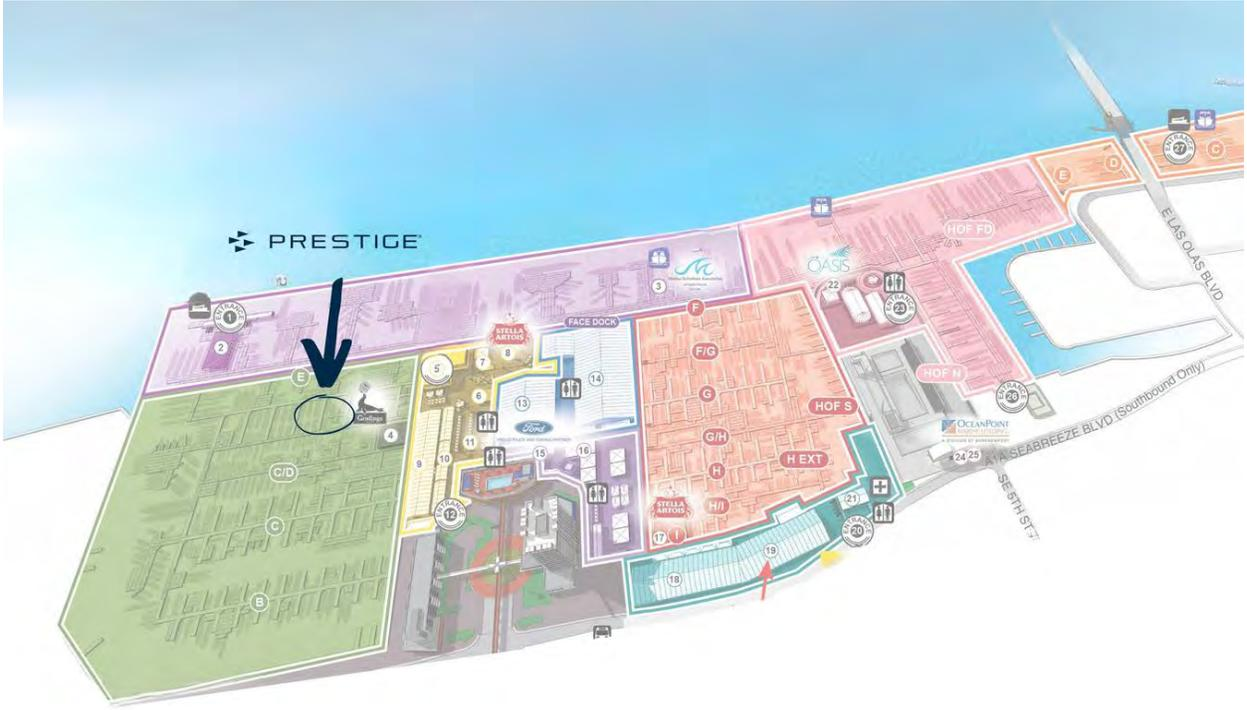 ENTRANCE
27
C
D
E
E LAS OLAS BLVD
HOF FD
PRESTIGE
OASIS
22
ENTRANCE
23
3
ENTRANCE
1
2
F
FACE DOCK
STELLA
ARTOIS
8
7
5
6
F/G
14
E
13
G
HOF N
ENTRANCE
26
HOF S
4
Ford
OCEANPOINT
A1A SEABREEZE BLVD (Southbound Only)
24
25
G/H
H EXT
11
9
10
15
16
C/D
H
SE 5TH ST
21
STELLA
ARTOIS
H/I
ENTRANCE
12
C
17
I
ENTRANCE
20
19
18
B